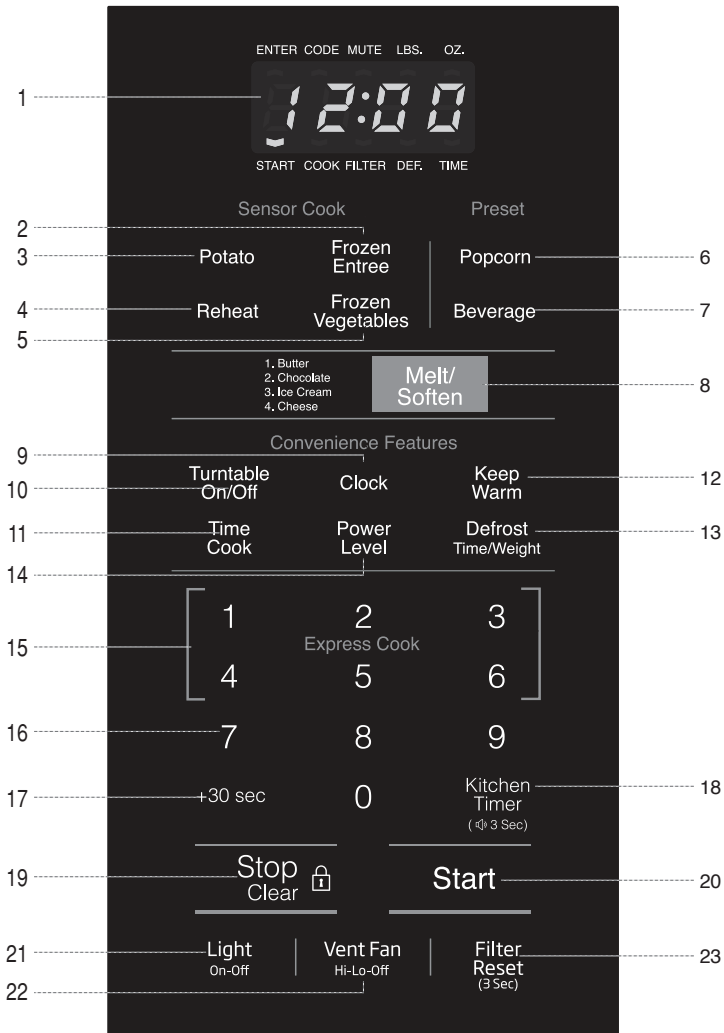 ENTER CODE MUTE LBS. OZ.
1
12:00
START COOK FILTER DEF. TIME
Sensor Cook Preset
2
3 Potato Frozen Entree Popcorn 6
4 Reheat Frozen Vegetables Beverage 7
5
1. Butter
2. Chocolate
3. Ice Cream
4. Cheese
Melt/
Soften
8
Convenience Features
9
10 Turntable On/Off Clock Keep Warm 12
11 Time Cook Power Level Defrost Time/Weight 13
14
1 2 3
15 Express Cook
4 5 6
16 7 8 9
17 +30 sec 0 Kitchen Timer 18
( 3 Sec)
19 Stop Clear Start 20
21 Light On-Off Vent Fan Hi-Lo-Off Filter Reset (3 Sec) 23
22